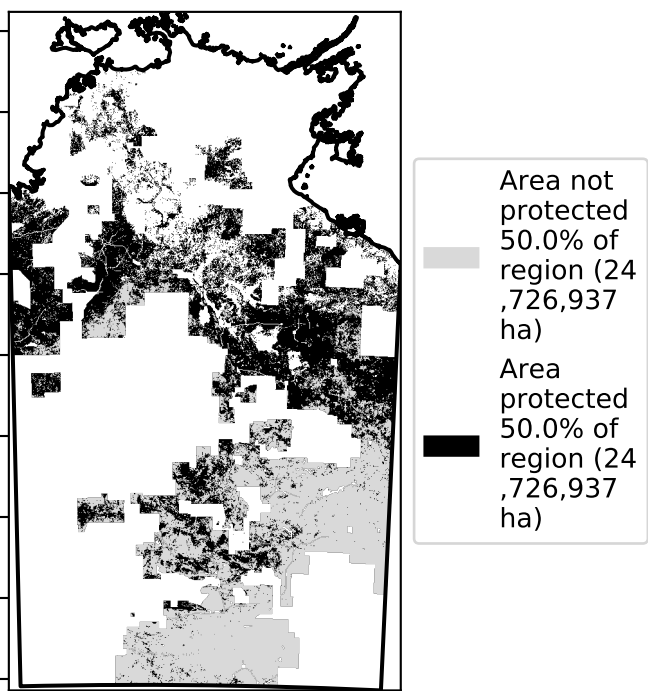 Area not
protected
50.0% of
region (24
,726,937
ha)
Area
protected
50.0% of
region (24
,726,937
ha)